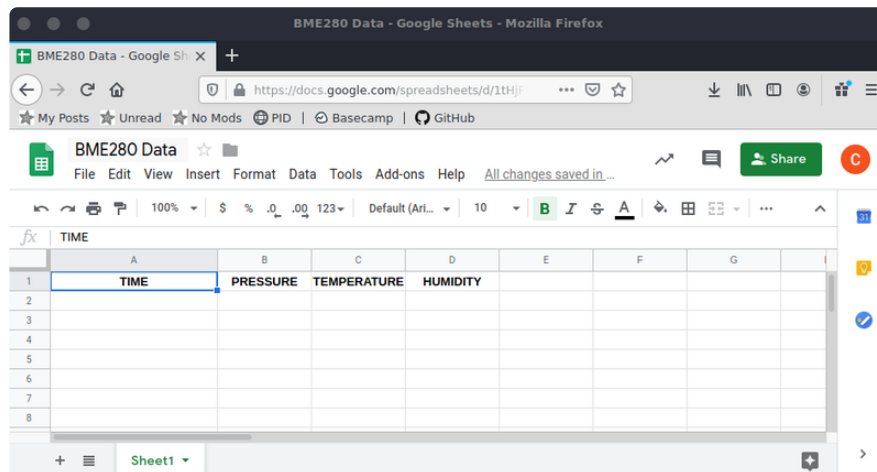 BME280 Data - Google Sheets - Mozilla Firefox
BME280 Data - Google Sh
https://docs.google.com/spreadsheets/d/1tHjF
My Posts Unread No Mods PID | Basecamp | GitHub
BME280 Data
File Edit View Insert Format Data Tools Add-ons Help All changes saved in ...
Share
C
100% $ % .0 .00 123 Default (Ari... 10 B I S A ...
31
fx TIME
A B C D E F G
1 TIME PRESSURE TEMPERATURE HUMIDITY
2
3
4
5
6
7
8
+ Sheet1